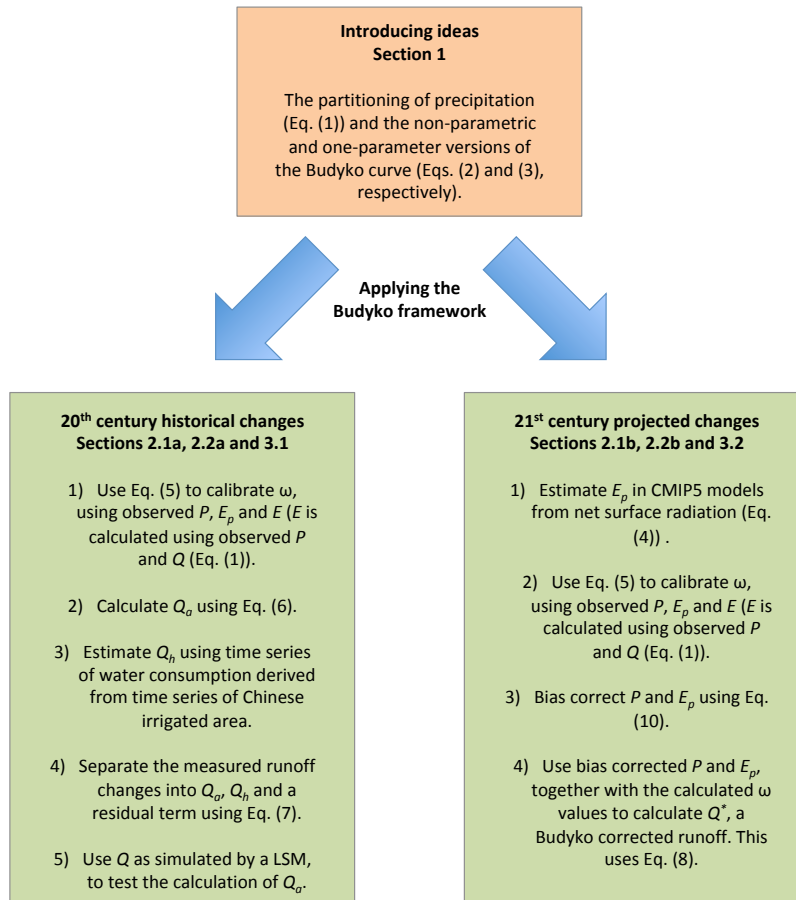 Introducing ideas
Section 1
The partitioning of precipitation
(Eq. (1)) and the non-parametric
and one-parameter versions of
the Budyko curve (Eqs. (2) and (3),
respectively).
Applying the
Budyko framework
20th century historical changes
Sections 2.1a, 2.2a and 3.1
1) Use Eq. (5) to calibrate ω,
using observed P, Ep and E (E is
calculated using observed P
and Q (Eq. (1)).
2) Calculate Qa using Eq. (6).
3) Estimate Qh using time series
of water consumption derived
from time series of Chinese
irrigated area.
4) Separate the measured runoff
changes into Qa, Qh and a
residual term using Eq. (7).
5) Use Q as simulated by a LSM,
to test the calculation of Qa.
21st century projected changes
Sections 2.1b, 2.2b and 3.2
1) Estimate Ep in CMIP5 models
from net surface radiation (Eq.
(4)) .
2) Use Eq. (5) to calibrate ω,
using observed P, Ep and E (E is
calculated using observed P
and Q (Eq. (1)).
3) Bias correct P and Ep using Eq.
(10).
4) Use bias corrected P and Ep,
together with the calculated ω
values to calculate Q*, a
Budyko corrected runoff. This
uses Eq. (8).